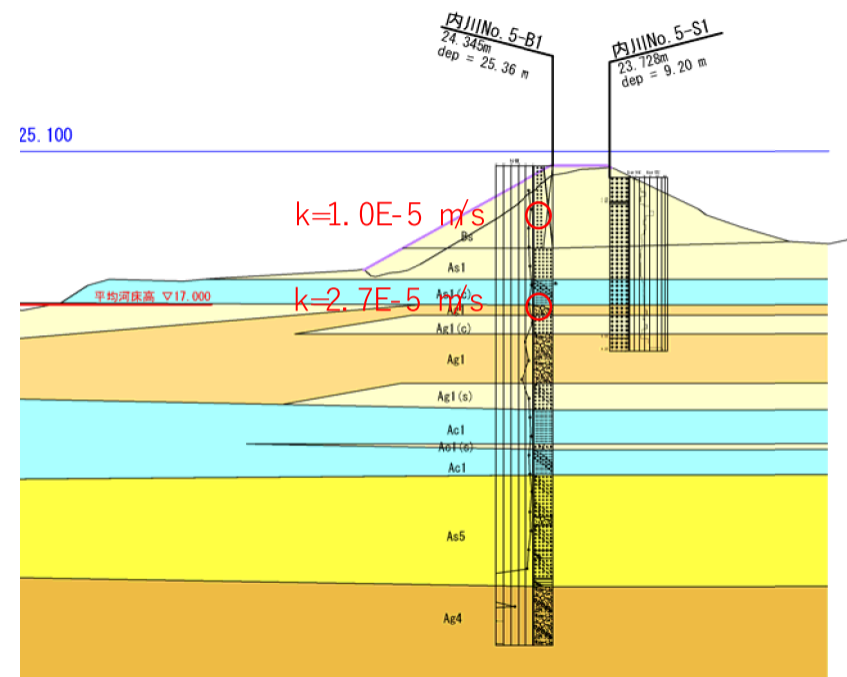 内川No. 5-B1
24.345m
dep = 25.36 m
内川No. 5-S1
23.728m
dep = 9.20 m
25.100
k=1.0E-5 m/s
Bs
As1
As1(c)
平均河床高 ▽17.000
k=2.7E-5 m/s
Ag1
Ag1(c)
Ag1
Ag1(s)
Ac1
Ac1(s)
Ac1
As5
Ag4